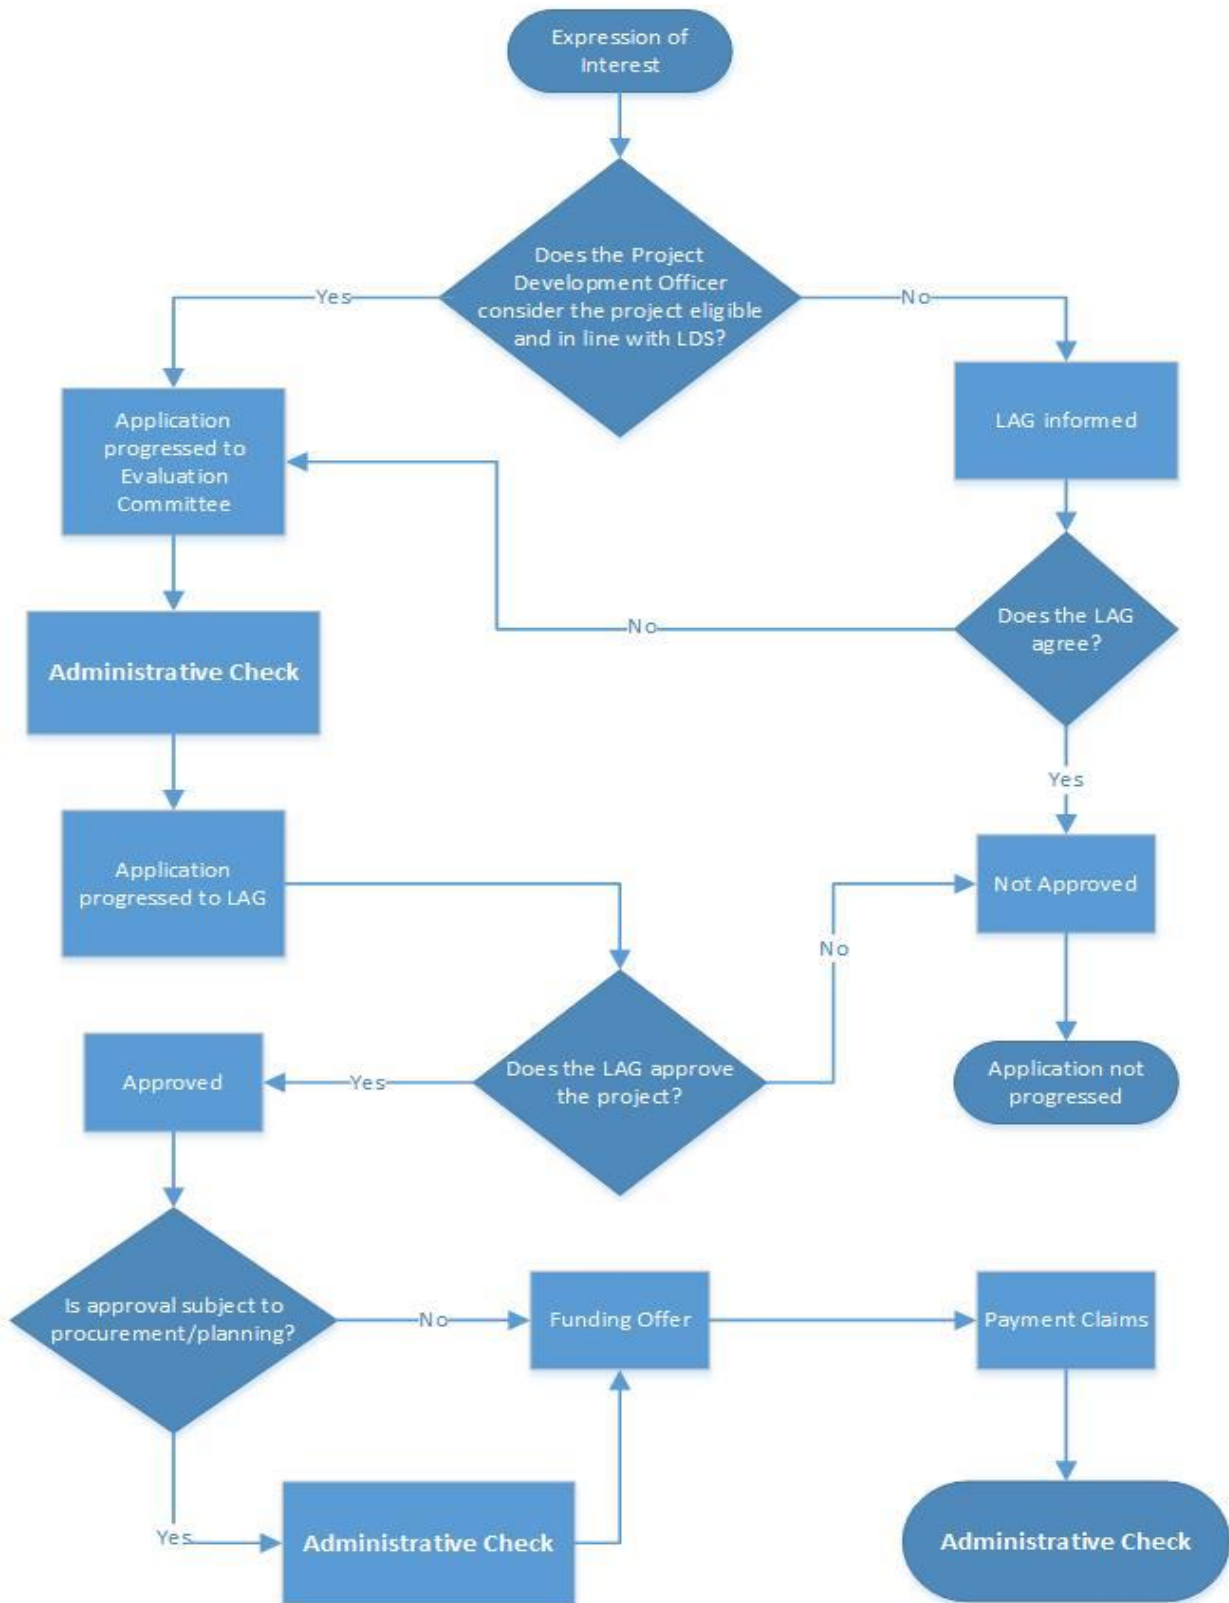 Expression of
Interest
Does the Project
Development Officer
consider the project eligible
and in line with LDS?
Yes
No
Application
progressed to
Evaluation
Committee
LAG informed
Does the LAG
agree?
No
Administrative Check
Yes
Application
progressed to LAG
Not Approved
No
Does the LAG approve
the project?
Yes
Approved
Application not
progressed
Is approval subject to
procurement/planning?
No
Funding Offer
Payment Claims
Yes
Administrative Check
Administrative Check